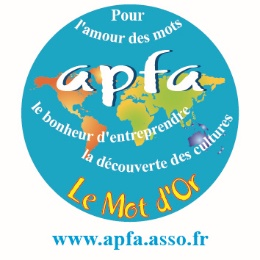 Pour
l'amour des mots
apfa
le bonheur d'entreprendre
la découverte des cultures
Le Mot d'Or
www.apfa.asso.fr